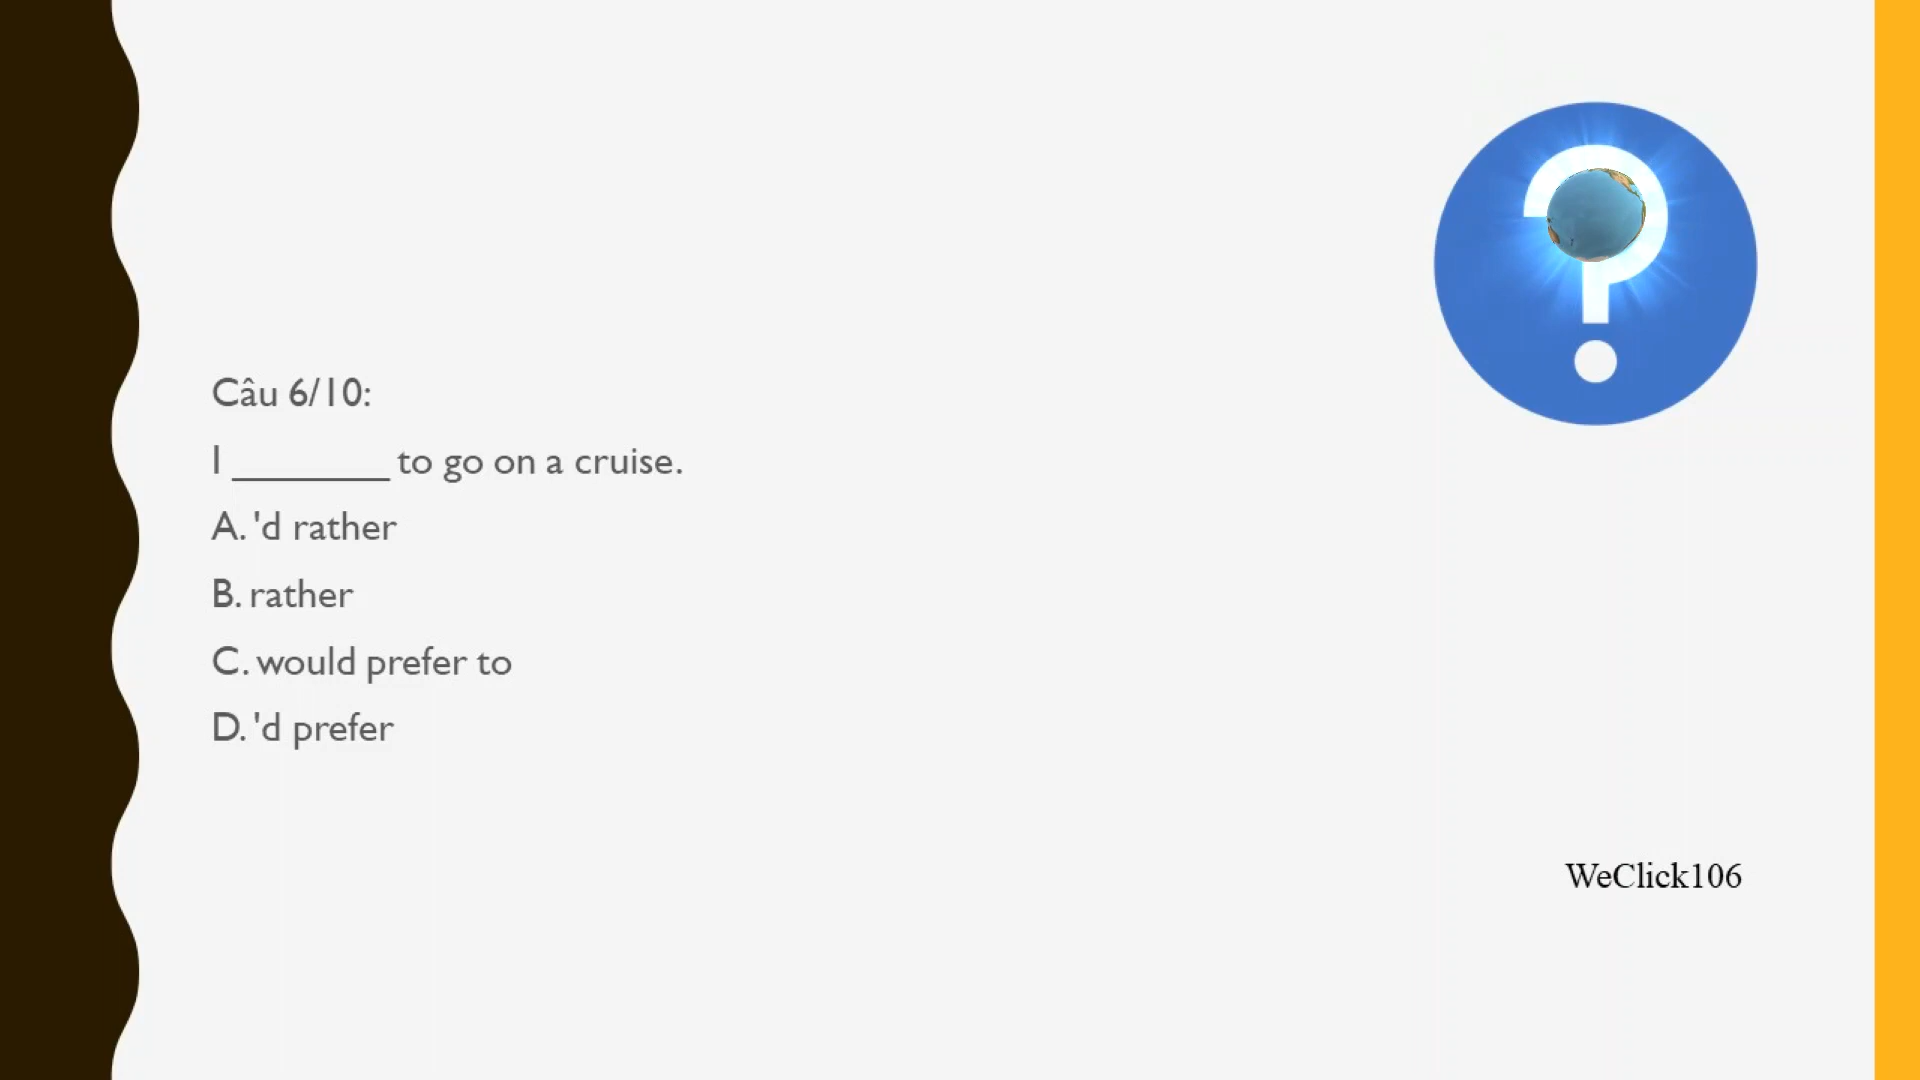 Câu 6/10:
I ________ to go on a cruise.
A. 'd rather
B. rather
C. would prefer to
D. 'd prefer
WeClick106